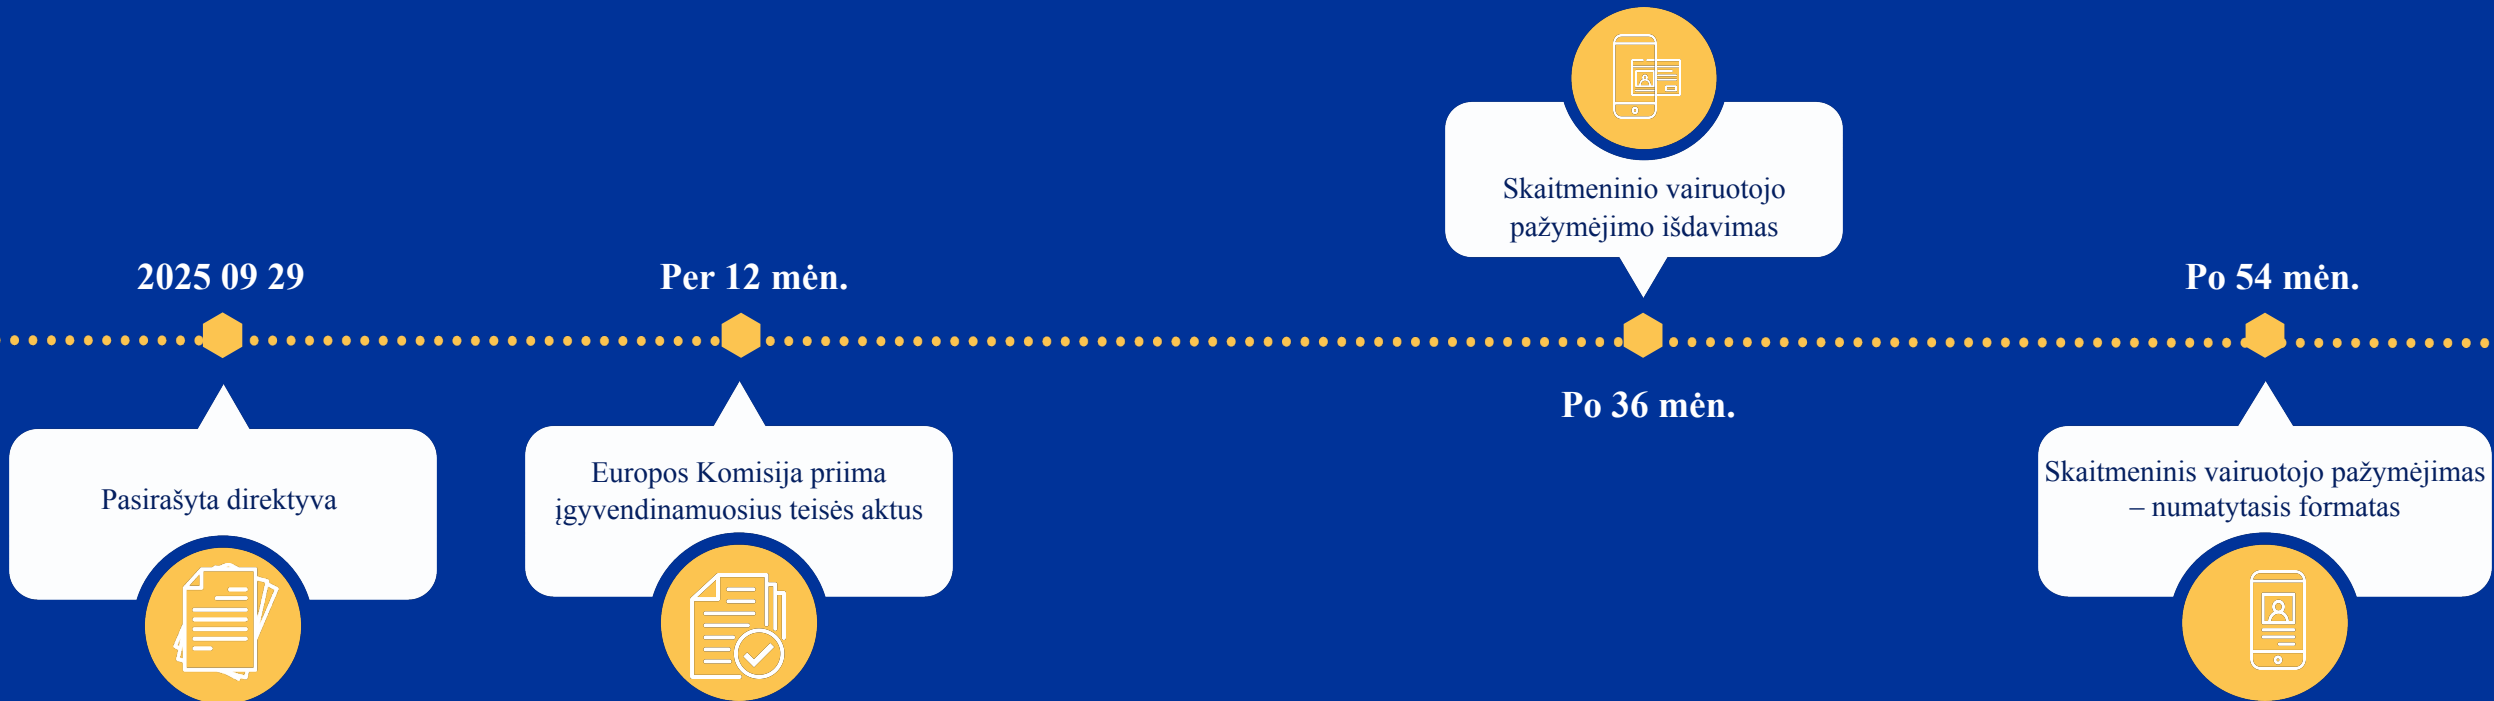 2025 09 29
Pasirašyta direktyva
Per 12 mėn.
Europos Komisija priima
įgyvendinamuosius teisės aktus
Skaitmeninio vairuotojo
pažymėjimo išdavimas
Po 36 mėn.
Po 54 mėn.
Skaitmeninis vairuotojo pažymėjimas
– numatytasis formatas